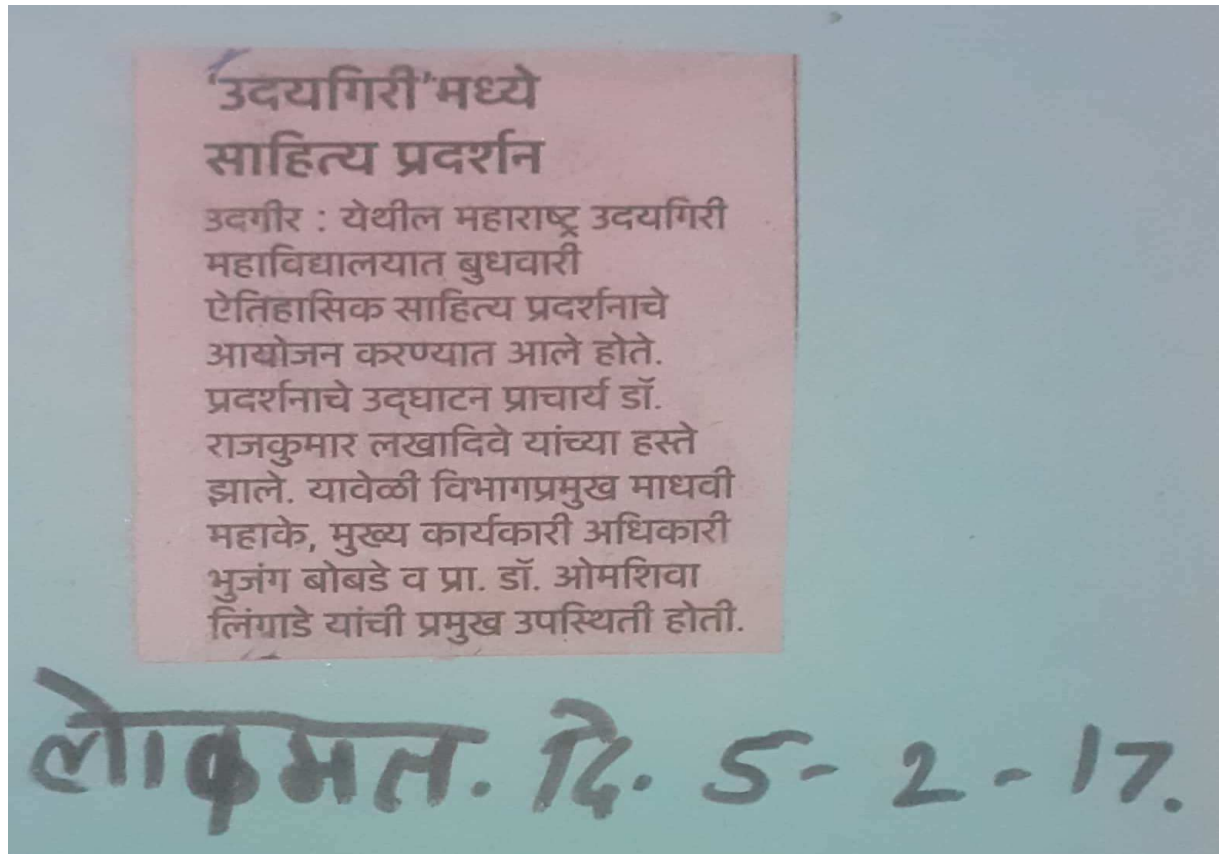 'उदयगिरी'मध्ये
साहित्य प्रदर्शन
उदगीर : येथील महाराष्ट्र उदयगिरी
महाविद्यालयात बुधवारी
ऐतिहासिक साहित्य प्रदर्शनाचे
आयोजन करण्यात आले होते.
प्रदर्शनाचे उद्‌घाटन प्राचार्य डॉ.
राजकुमार लखादिवे यांच्या हस्ते
झाले. यावेळी विभागप्रमुख माधवी
महाके, मुख्य कार्यकारी अधिकारी
भुजंग बोबडे व प्रा. डॉ. ओमशिवा
लिंगाडे यांची प्रमुख उपस्थिती होती.
लोकमत. दि. 5-2-17.